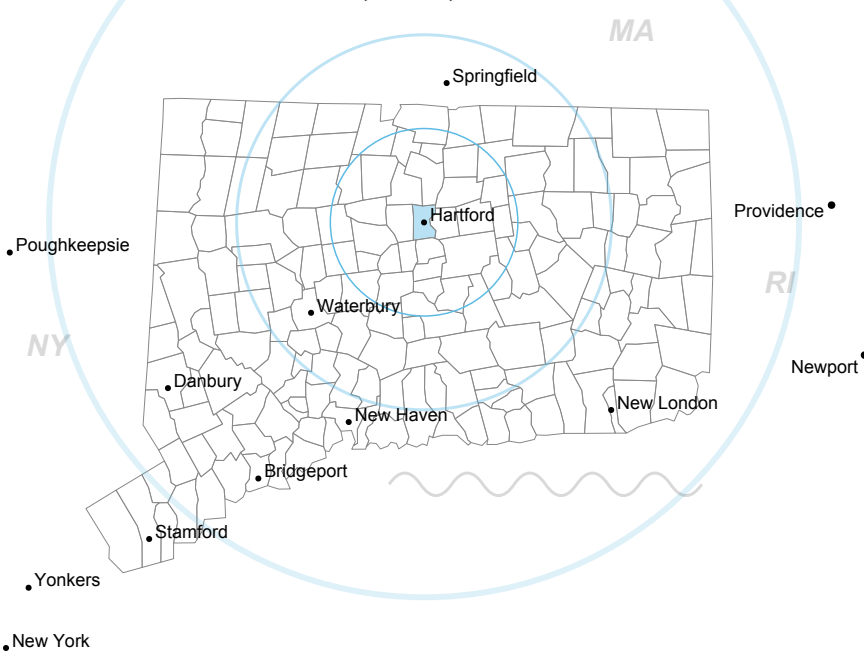 MA
Springfield
Providence
Hartford
Poughkeepsie
RI
Waterbury
NY
Newport
Danbury
New London
New Haven
Bridgeport
Stamford
Yonkers
New York